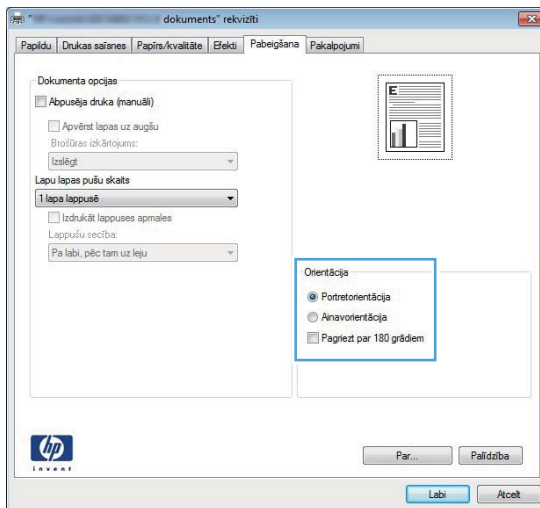 dokuments" rekvizīti
Papildu Drukas saīsnes Papīrs/kvalitāte Efekti Pabeigšana Pakalpojumi
Dokumenta opcijas
Abpusēja druka (manuāli)
Apvērst lapas uz augšu
Brošūras izkārtojums:
Izslēgt
Lapu lapas pušu skaits
1 lapa lappusē
Izdrukāt lappuses apmales
Lappušu secība:
Pa labi, pēc tam uz leju
E
Orientācija
Portretorientācija
Ainavorientācija
Pagriezt par 180 grādiem
hp
invent
Par... Palīdzība
Labi Atcelt